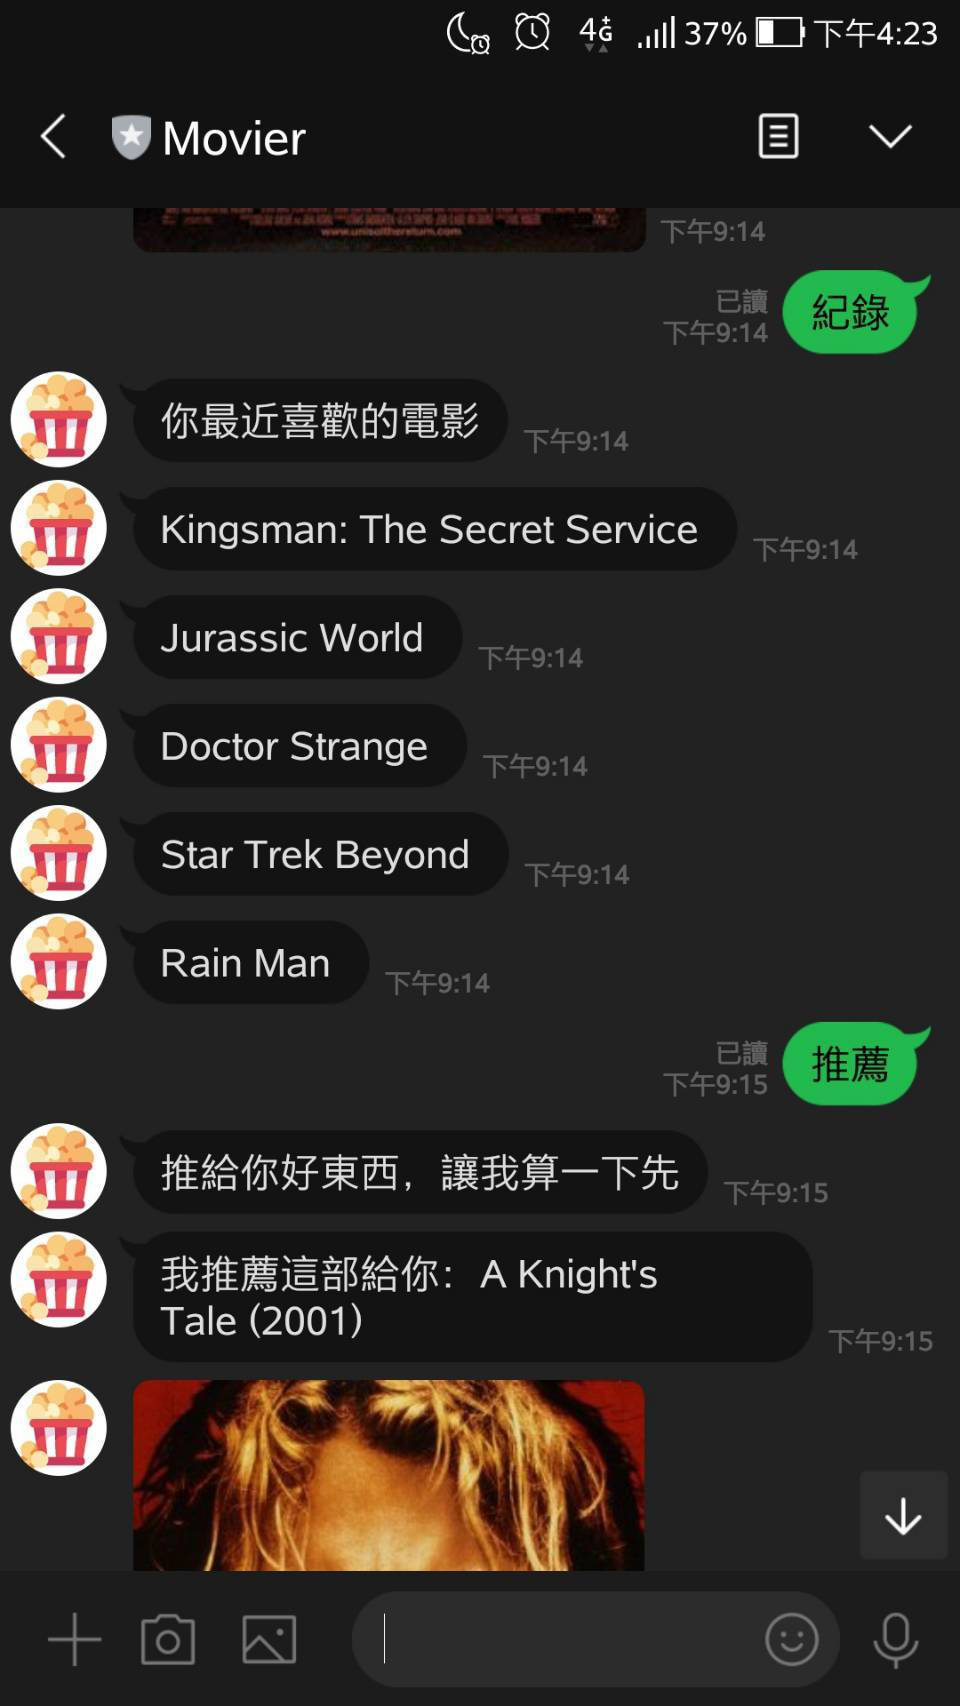 4G 37% 下午4:23
Movier
www.unisolthereturn.com
下午9:14
已讀
下午9:14
紀錄
你最近喜歡的電影
下午9:14
Kingsman: The Secret Service
下午9:14
Jurassic World
下午9:14
Doctor Strange
下午9:14
Star Trek Beyond
下午9:14
Rain Man
下午9:14
已讀
下午9:15
推薦
推給你好東西，讓我算一下先
下午9:15
我推薦這部給你：A Knight's
Tale (2001)
下午9:15